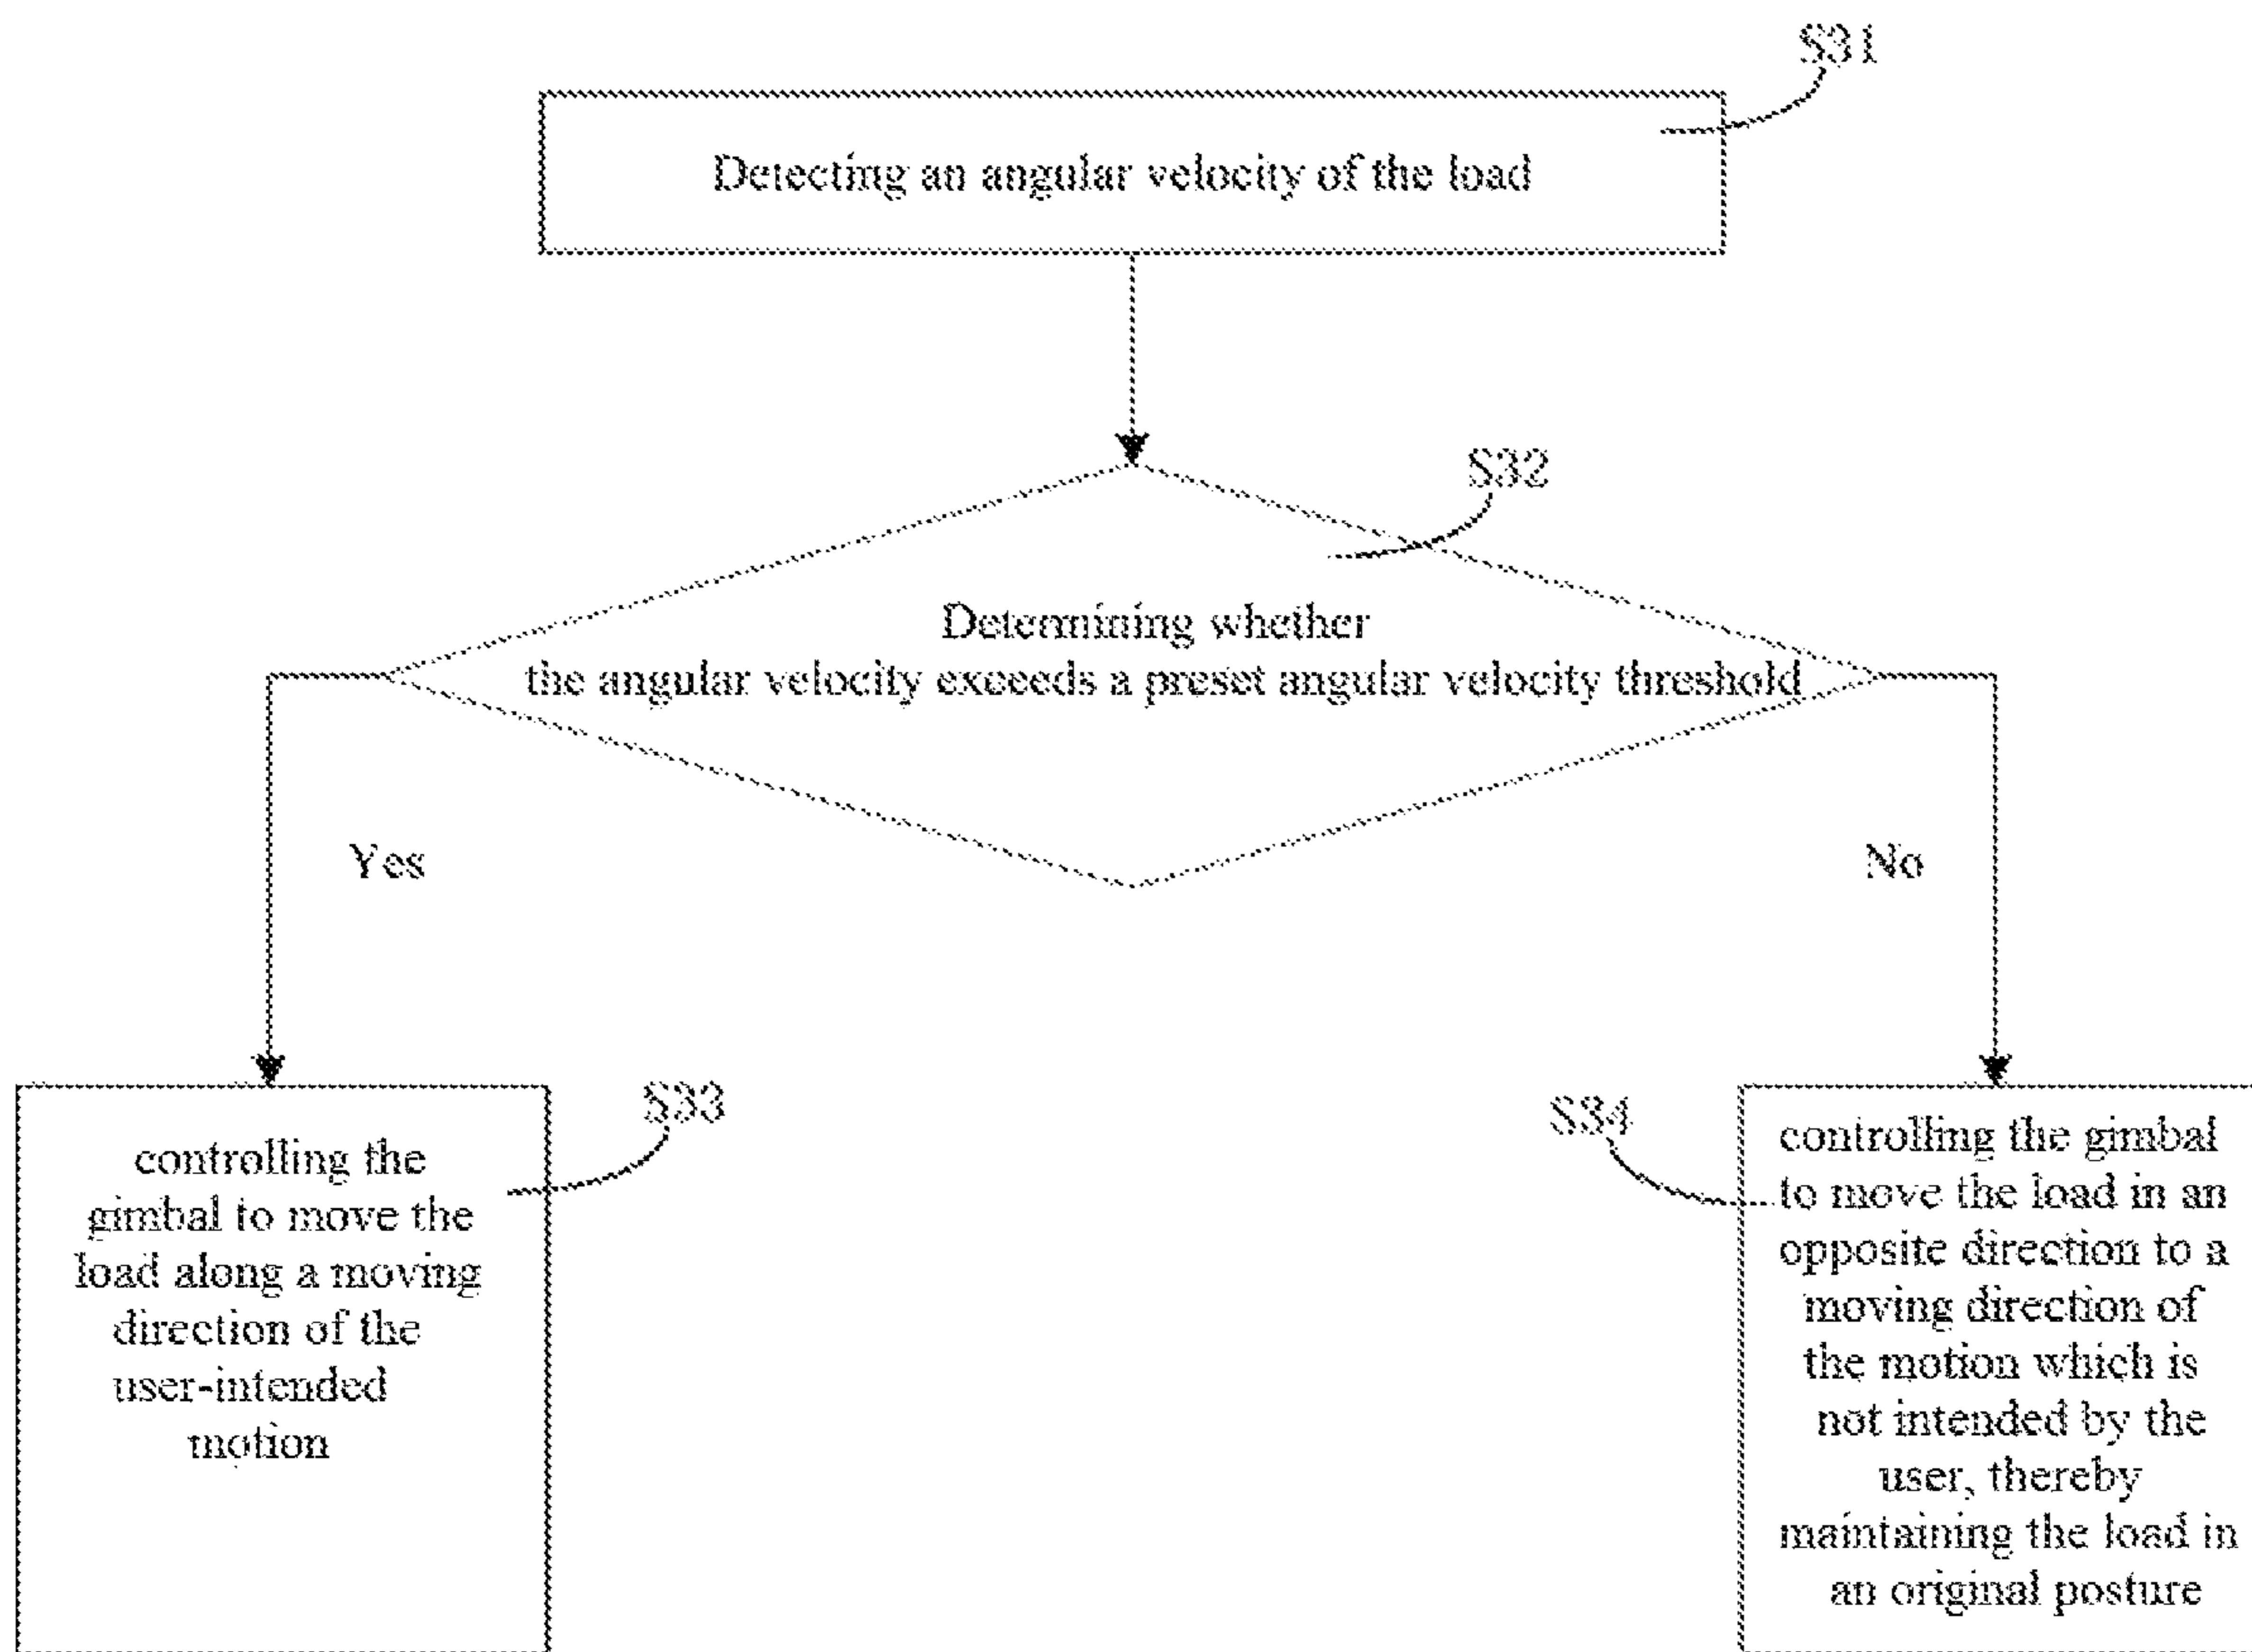 S31
Detecting an angular velocity of the load
S32
Determining whether
the angular velocity exceeds a preset angular velocity threshold
Yes
No
S33
controlling the
gimbal to move the
load along a moving
direction of the
user-intended
motion
S34
controlling the gimbal
to move the load in an
opposite direction to a
moving direction of
the motion which is
not intended by the
user, thereby
maintaining the load in
an original posture